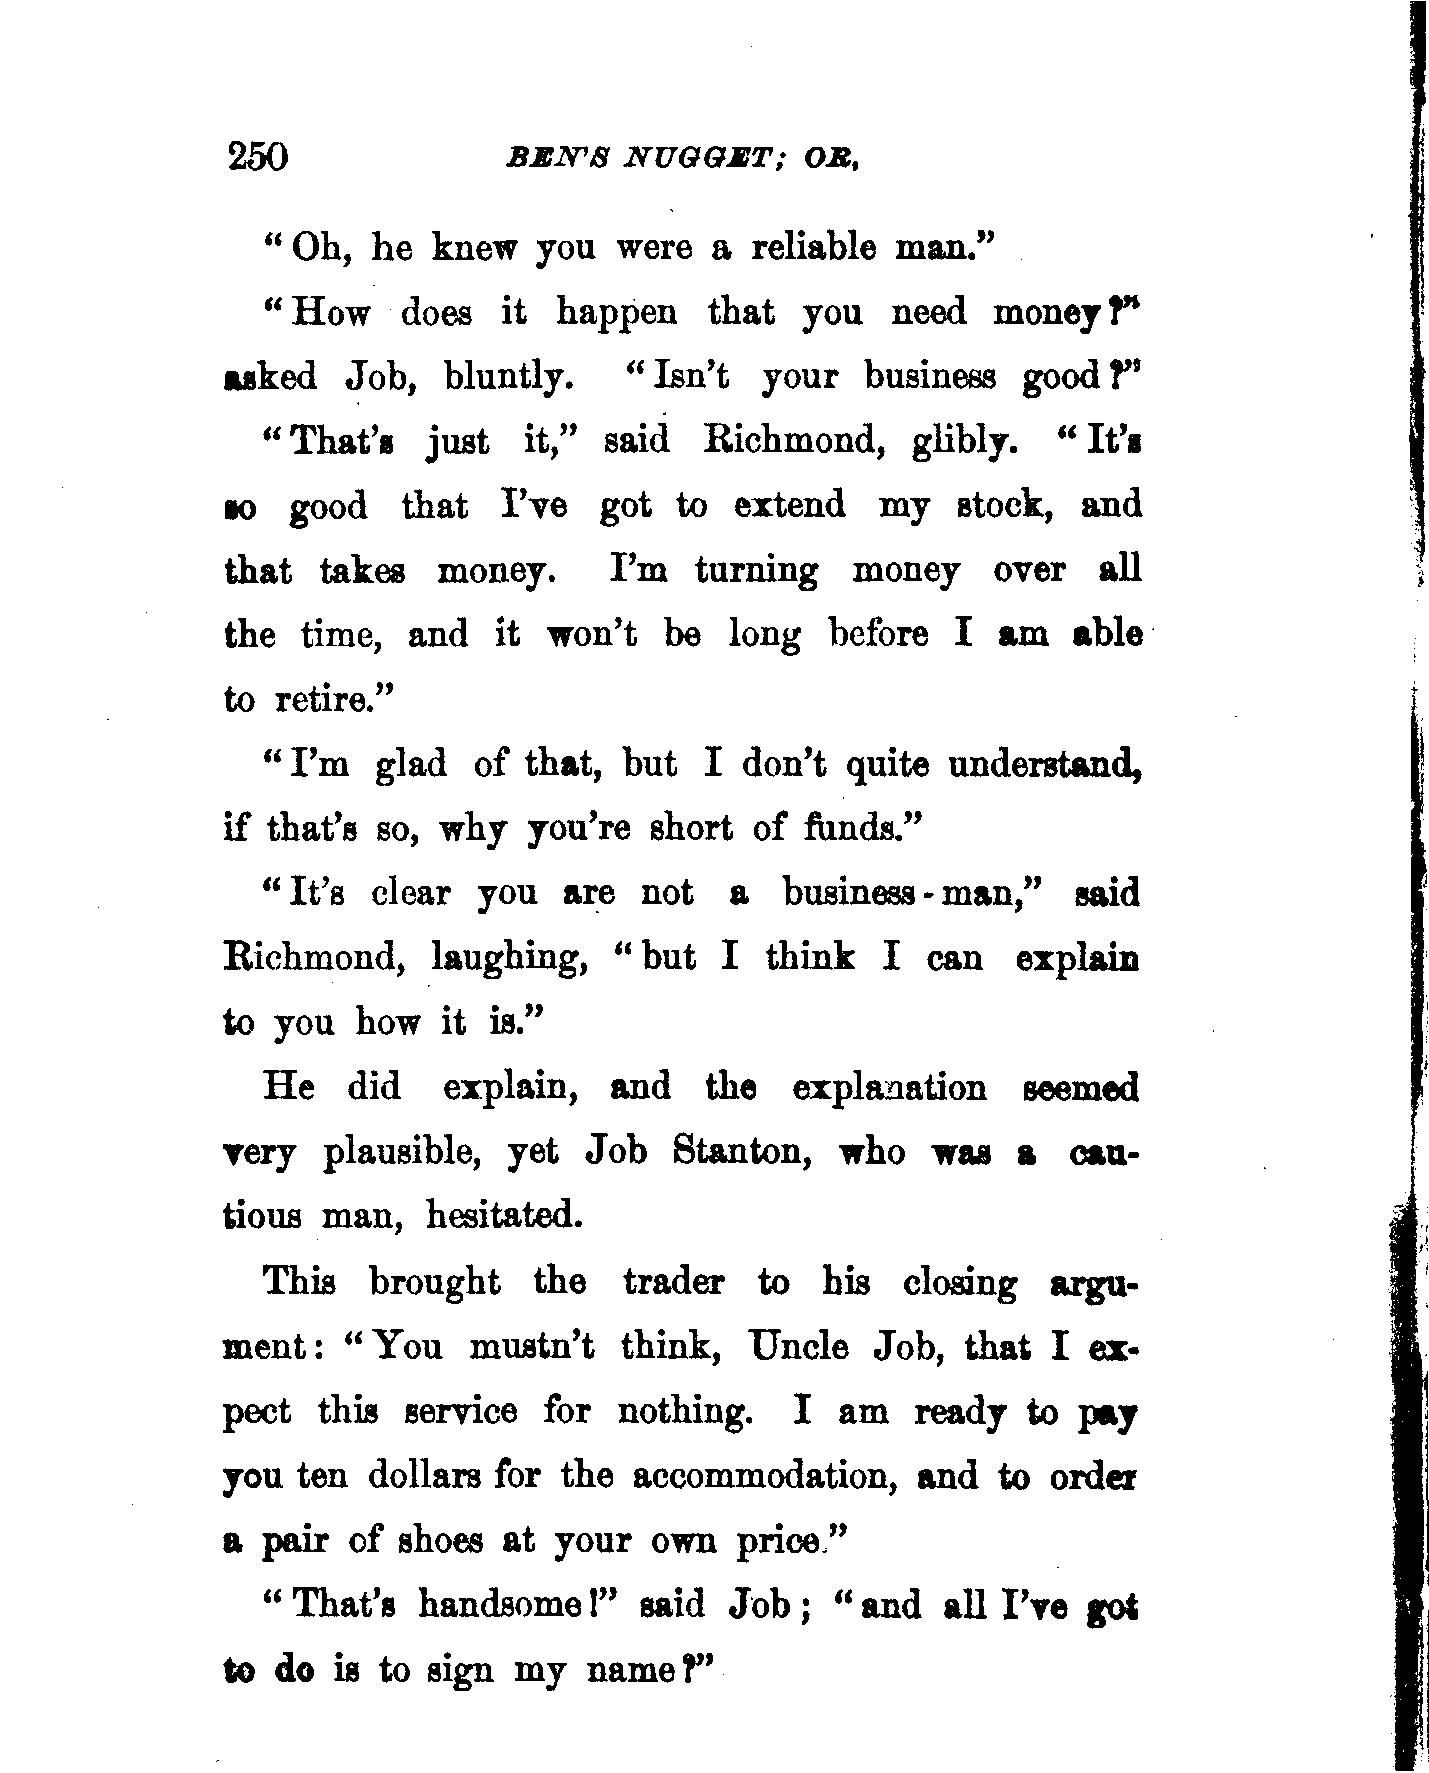 250 BEN'S NUGGET; OR,
"Oh, he knew you were a reliable man."
"How does it happen that you need money?"
asked Job, bluntly. "Isn't your business good?"
"That's just it," said Richmond, glibly. "It's
so good that I've got to extend my stock, and
that takes money. I'm turning money over all
the time, and it won't be long before I am able
to retire."
"I'm glad of that, but I don't quite understand,
if that's so, why you're short of funds."
"It's clear you are not a business-man," said
Richmond, laughing, "but I think I can explain
to you how it is."
He did explain, and the explanation seemed
very plausible, yet Job Stanton, who was a cau-
tious man, hesitated.
This brought the trader to his closing argu-
ment: "You mustn't think, Uncle Job, that I ex-
pect this service for nothing. I am ready to pay
you ten dollars for the accommodation, and to order
a pair of shoes at your own price."
"That's handsome!" said Job; "and all I've got
to do is to sign my name?"